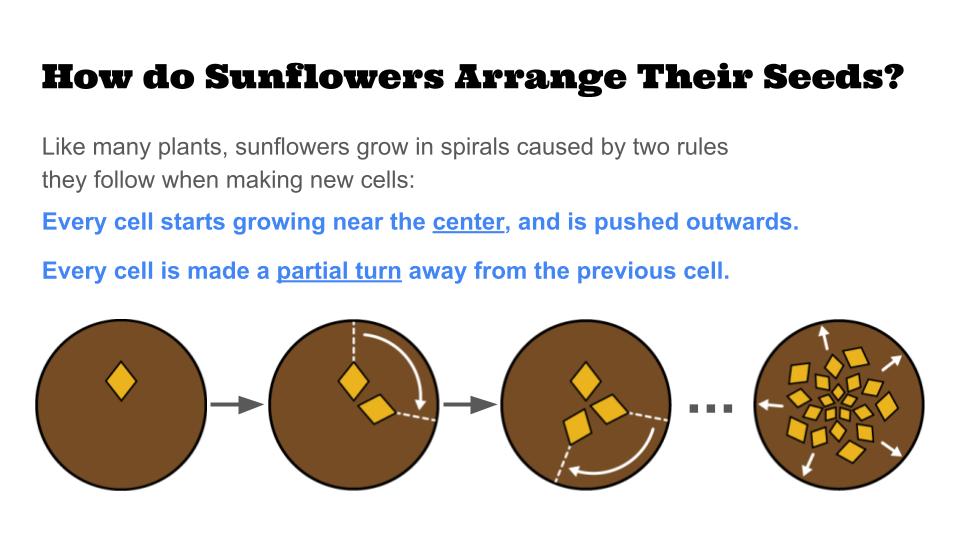 How do Sunflowers Arrange Their Seeds?
Like many plants, sunflowers grow in spirals caused by two rules
they follow when making new cells:
Every cell starts growing near the center, and is pushed outwards.
Every cell is made a partial turn away from the previous cell.
...